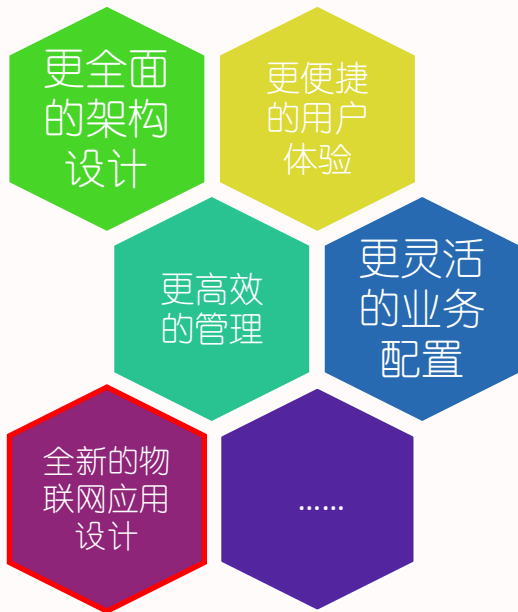 更全面
的架构
设计
更便捷
的用户
体验
更高效
的管理
更灵活
的业务
配置
全新的物
联网应用
设计
……